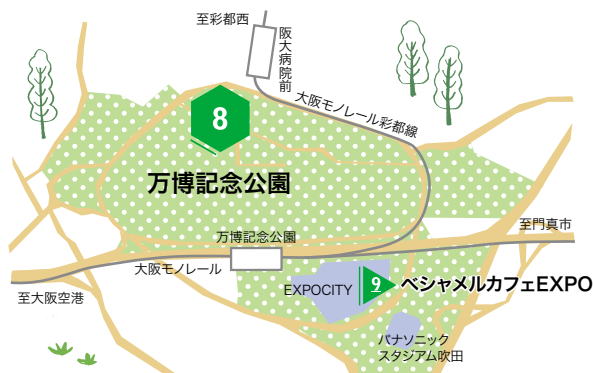 至彩都西
阪大病院前
大阪モノレール彩都線
8
万博記念公園
至門真市
万博記念公園
大阪モノレール
至大阪空港
EXPOCITY
9
ベシャメルカフェEXPO
パナソニック
スタジアム吹田